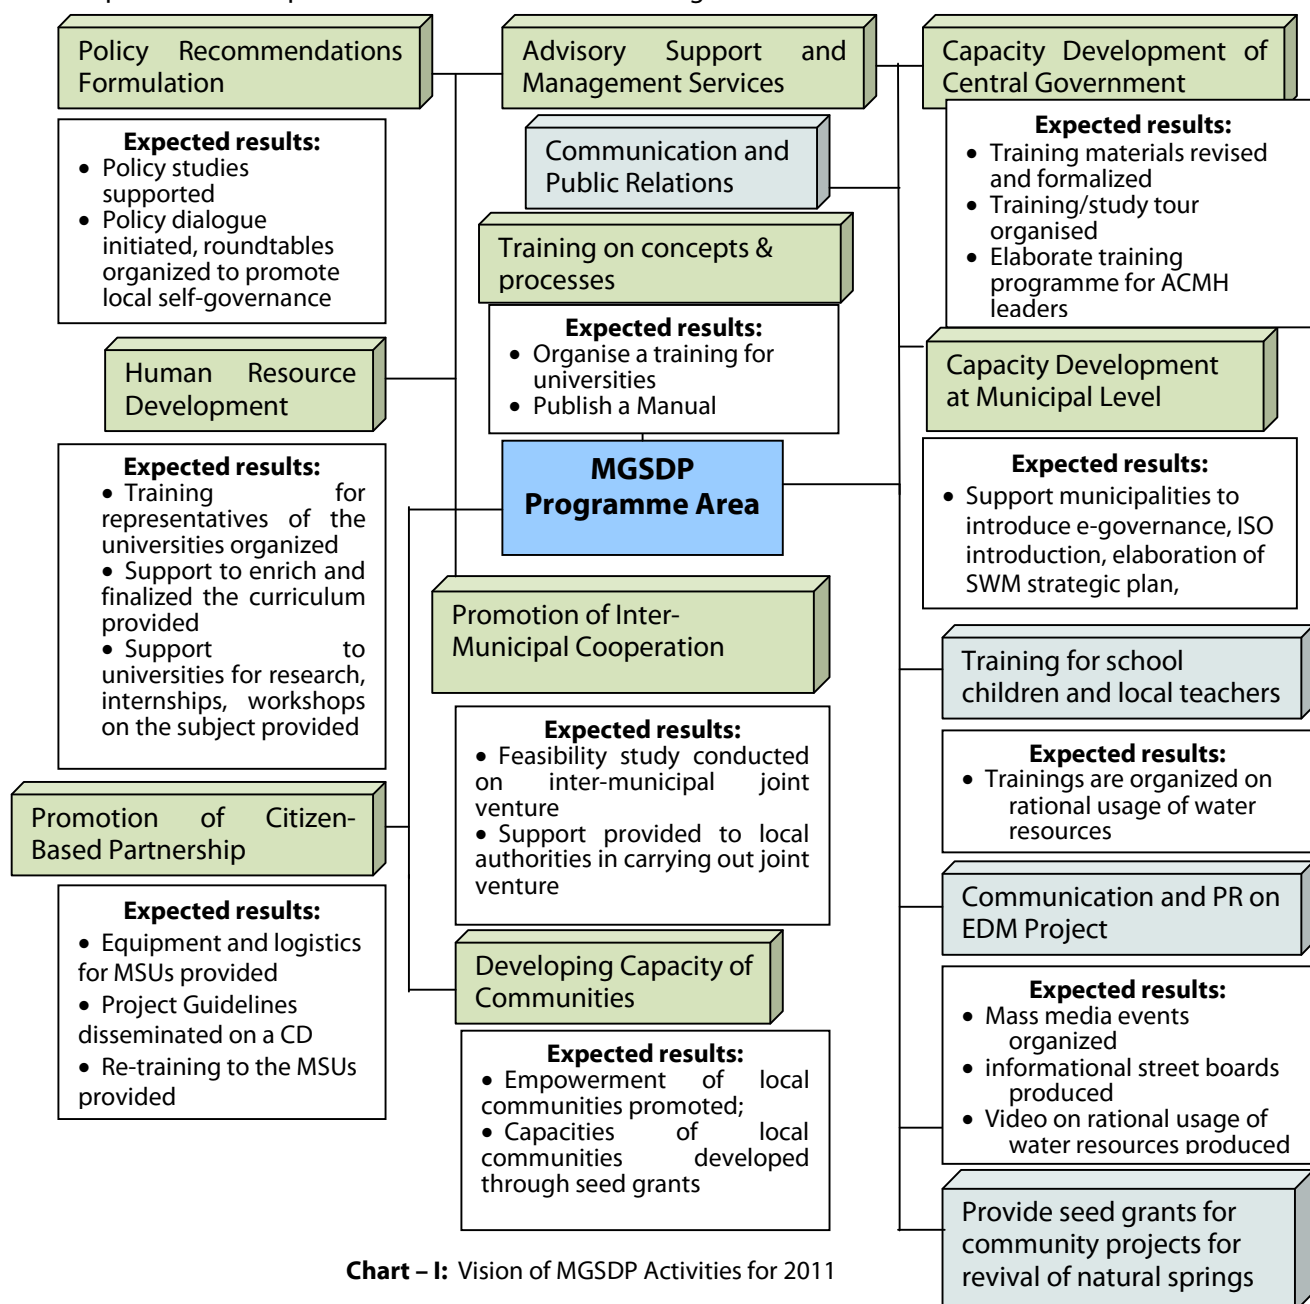 Policy Recommendations
Formulation
Expected results:
• Policy studies
supported
• Policy dialogue
initiated, roundtables
organized to promote
local self-governance
Human Resource
Development
Expected results:
• Training for
representatives of the
universities organized
• Support to enrich and
finalized the curriculum
provided
• Support to
universities for research,
internships, workshops
on the subject provided
Promotion of Citizen-
Based Partnership
Expected results:
• Equipment and logistics
for MSUs provided
• Project Guidelines
disseminated on a CD
• Re-training to the MSUs
provided
Advisory Support and
Management Services
Communication and
Public Relations
Training on concepts &
processes
Expected results:
• Organise a training for
universities
• Publish a Manual
MGSDP
Programme Area
Promotion of Inter-
Municipal Cooperation
Expected results:
• Feasibility study conducted
on inter-municipal joint
venture
• Support provided to local
authorities in carrying out joint
venture
Developing Capacity of
Communities
Expected results:
• Empowerment of local
communities promoted;
• Capacities of local
communities developed
through seed grants
Capacity Development of
Central Government
Expected results:
• Training materials revised
and formalized
• Training/study tour
organised
• Elaborate training
programme for ACMH
leaders
Capacity Development
at Municipal Level
Expected results:
• Support municipalities to
introduce e-governance, ISO
introduction, elaboration of
SWM strategic plan,
Training for school
children and local teachers
Expected results:
• Trainings are organized on
rational usage of water
resources
Communication and PR on
EDM Project
Expected results:
• Mass media events
organized
• informational street boards
produced
• Video on rational usage of
water resources produced
Provide seed grants for
community projects for
revival of natural springs
Chart – I: Vision of MGSDP Activities for 2011